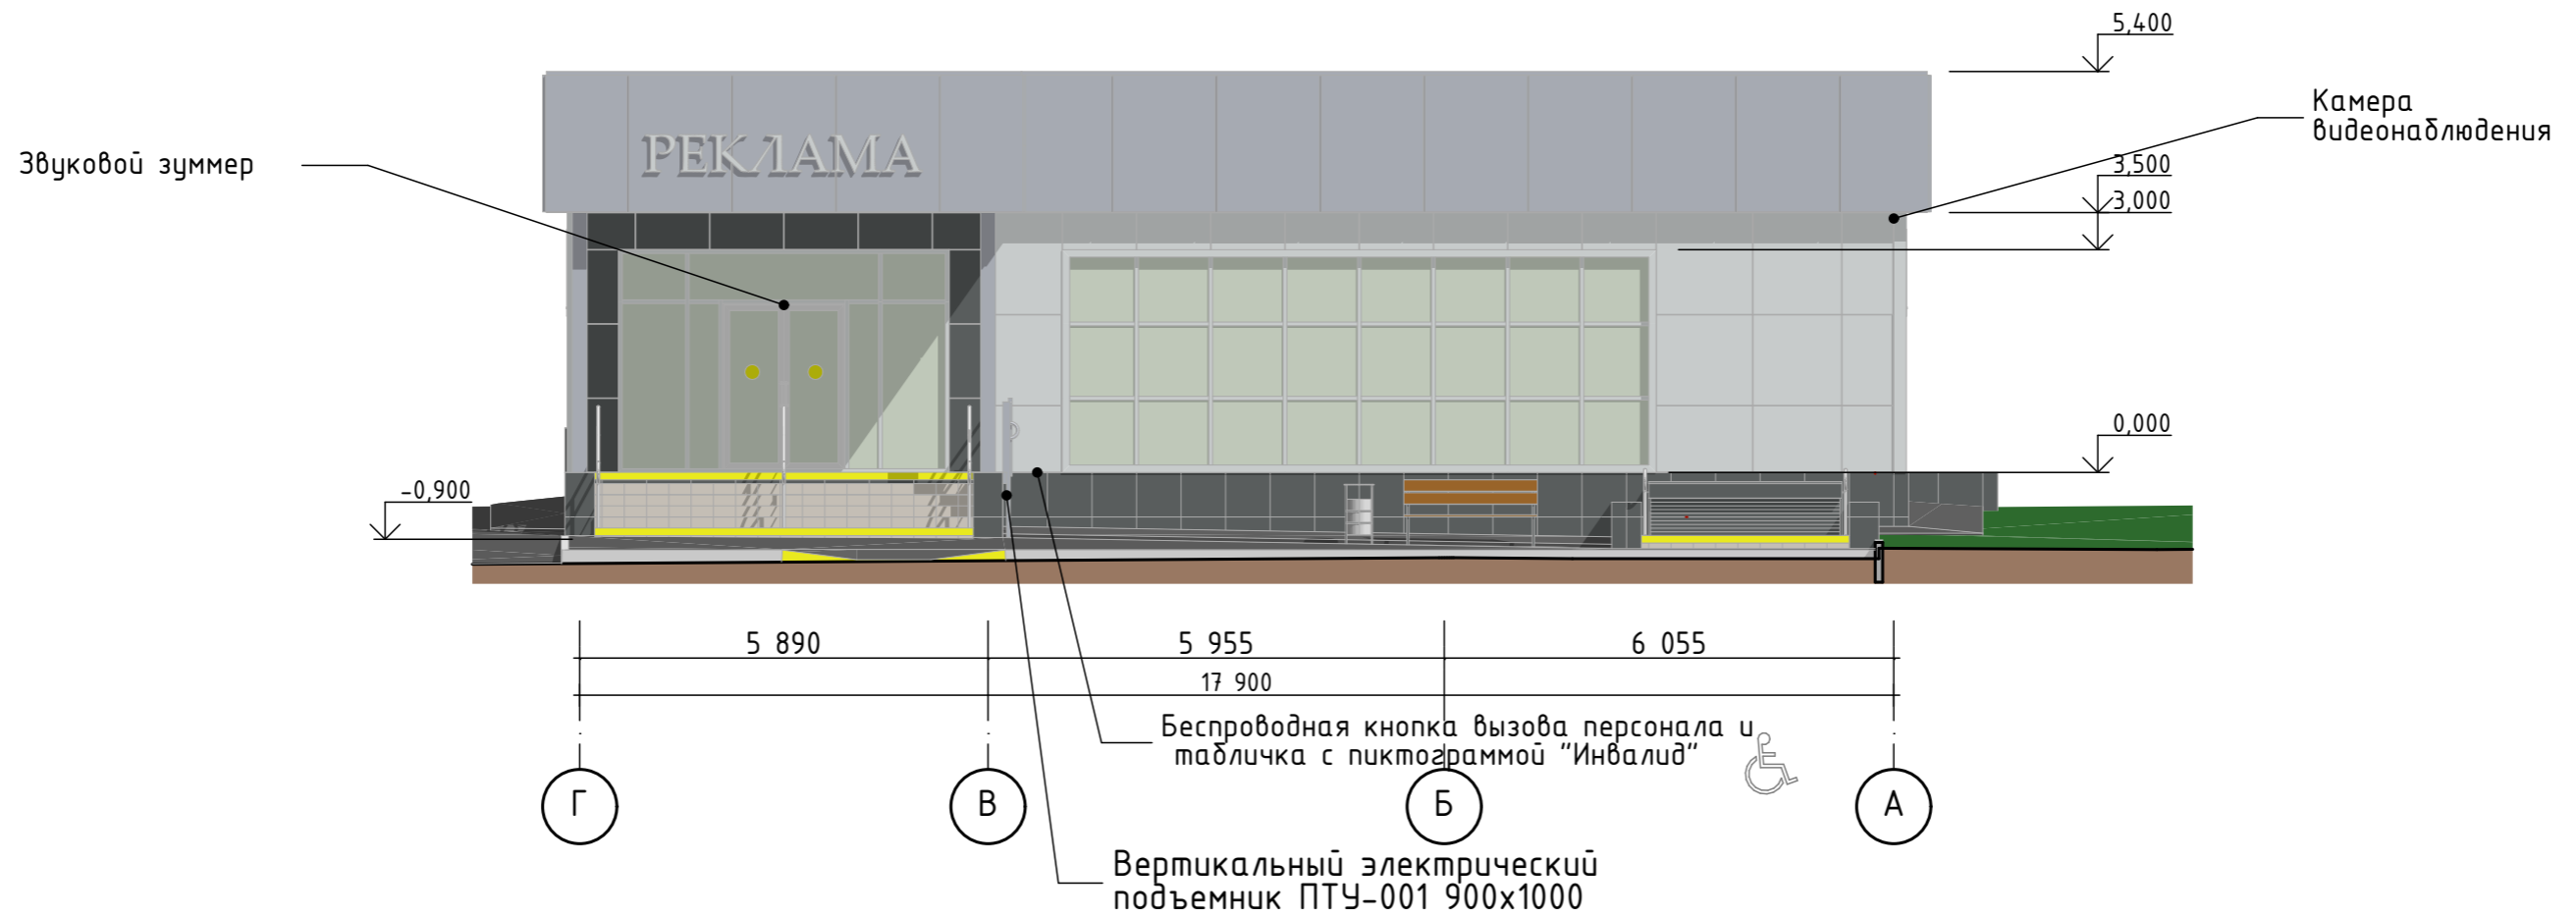 5,400
Камера
видеонаблюдения
РЕКЛАМА
Звуковой зуммер
3,500
3,000
0,000
-0,900
5 890
5 955
6 055
17 900
Беспроводная кнопка вызова персонала и
табличка с пиктограммой "Инвалид"
Г
В
Б
А
Вертикальный электрический
подъемник ПТУ-001 900х1000